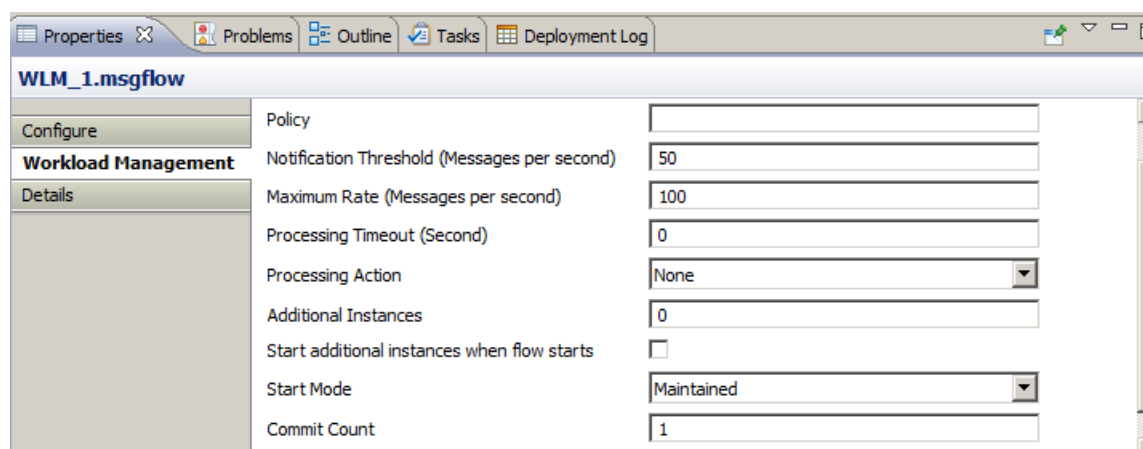 Properties Problems Outline Tasks Deployment Log
WLM_1.msgflow
Configure
Workload Management
Details
Policy
Notification Threshold (Messages per second) 50
Maximum Rate (Messages per second) 100
Processing Timeout (Second) 0
Processing Action None
Additional Instances 0
Start additional instances when flow starts
Start Mode Maintained
Commit Count 1